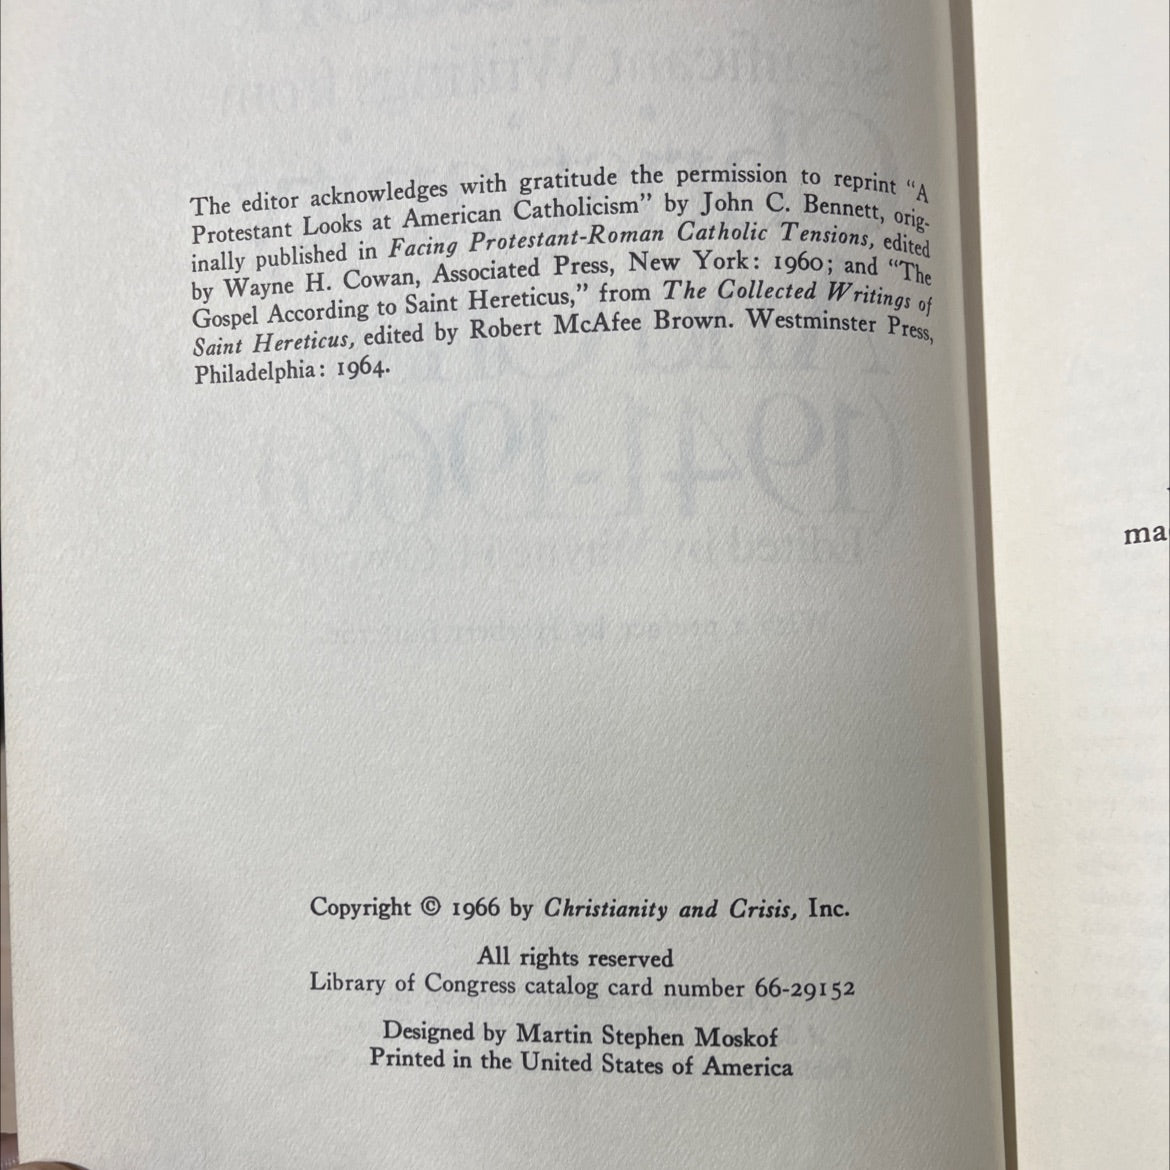 The editor acknowledges with gratitude the permission to reprint “A
Protestant Looks at American Catholicism” by John C. Bennett, orig-
inally published in Facing Protestant-Roman Catholic Tensions, edited
by Wayne H. Cowan, Associated Press, New York: 1960; and “The
Gospel According to Saint Hereticus,” from The Collected Writings of
Saint Hereticus, edited by Robert McAfee Brown. Westminster Press,
Philadelphia: 1964.
Copyright © 1966 by Christianity and Crisis, Inc.
All rights reserved
Library of Congress catalog card number 66-29152
Designed by Martin Stephen Moskof
Printed in the United States of America